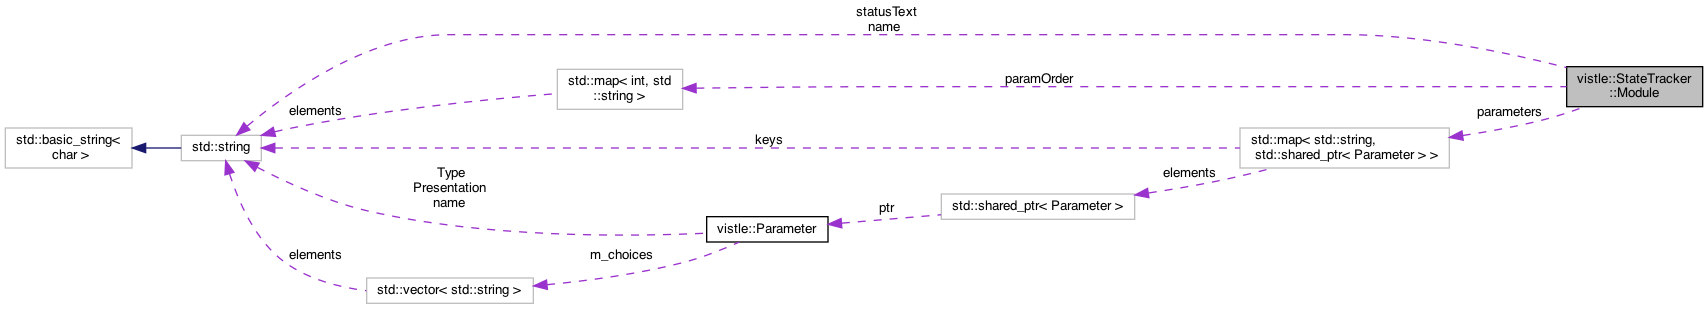 statusText
name
vistle::StateTracker
::Module
std::map< int, std
::string >
paramOrder
elements
parameters
std::basic_string<
char >
std::string
keys
std::map< std::string,
std::shared_ptr< Parameter > >
Type
Presentation
name
elements
std::shared_ptr< Parameter >
ptr
vistle::Parameter
elements
m_choices
std::vector< std::string >